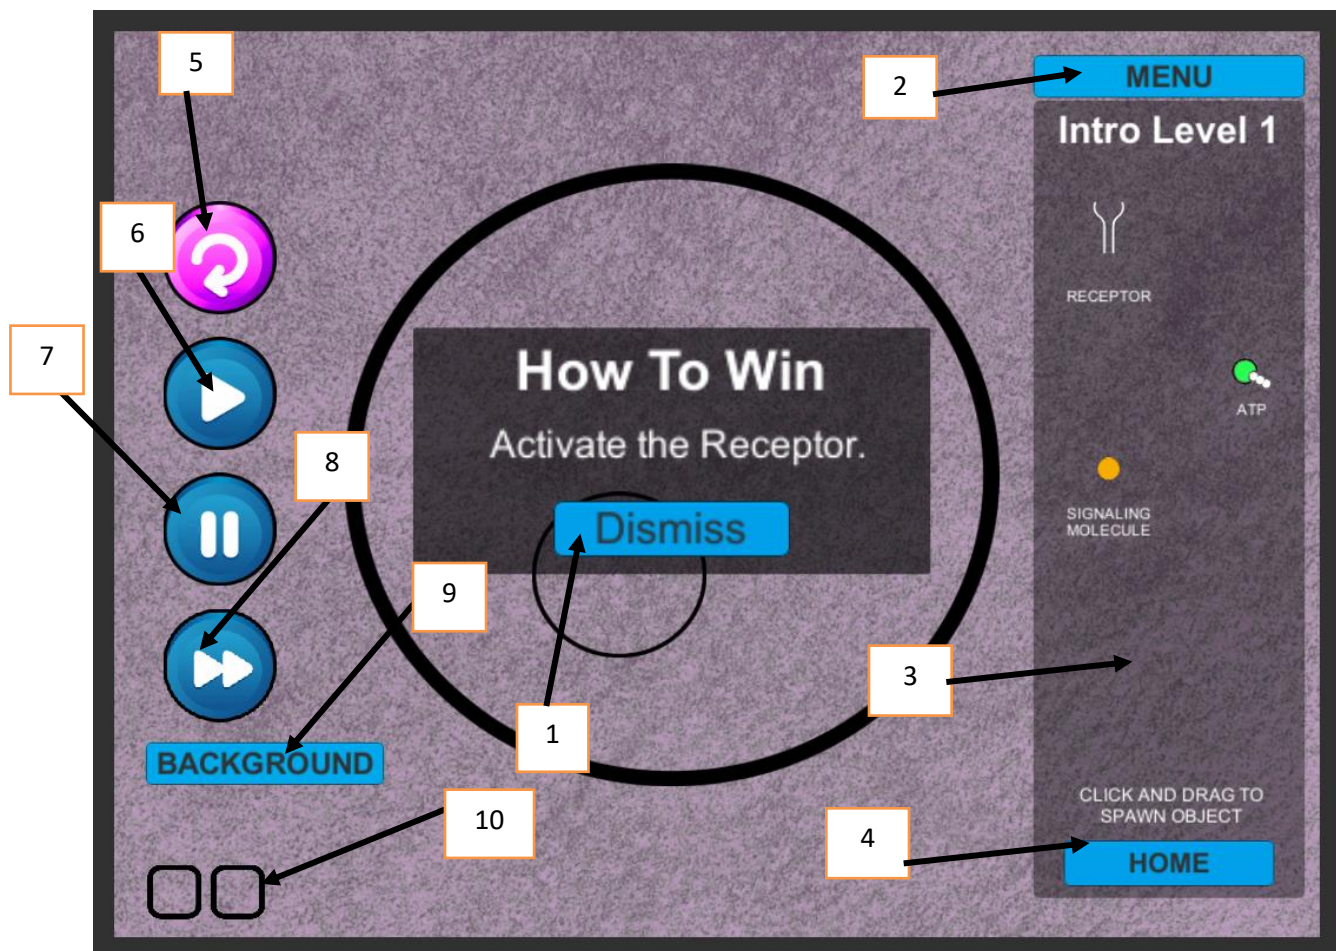 5
2
MENU
Intro Level 1
6
RECEPTOR
7
How To Win
ATP
Activate the Receptor.
8
SIGNALING
MOLECULE
Dismiss
9
3
1
BACKGROUND
CLICK AND DRAG TO
SPAWN OBJECT
10
4
HOME